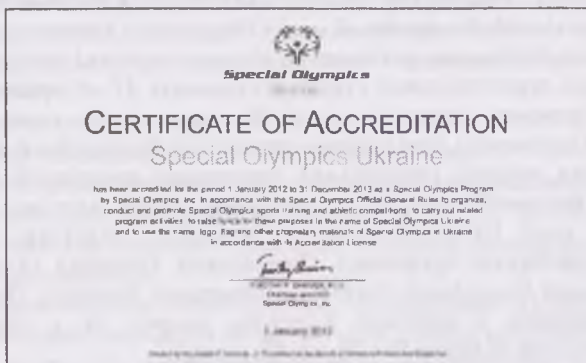 Special Olympics
CERTIFICATE OF ACCREDITATION
Special Olympics Ukraine
has been accredited for the period 1 January 2012 to 31 December 2013 as a Special Olympics Program
by Special Olympics, Inc. in accordance with the Special Olympics Official General Rules to organize,
conduct and promote Special Olympics sports training and athletic competitions, to carry out related
program activities, to raise for these purposes in the name of Special Olympics Ukraine
and to use the name, logo, flag and other proprietary materials of Special Olympics in Ukraine
in accordance with its Accreditation License
Special Olympics, Inc.
January 2012